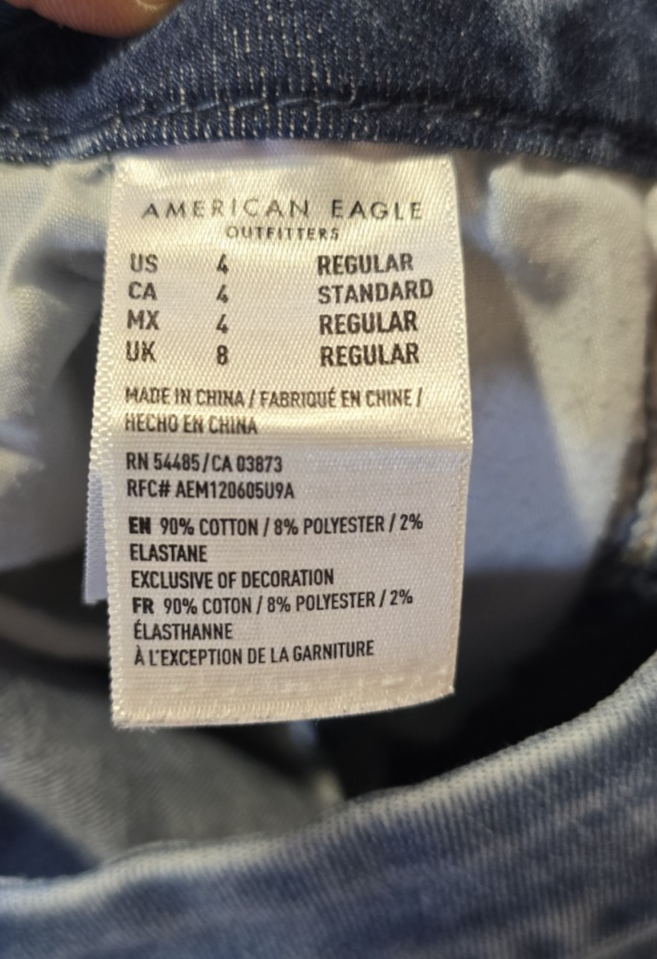 AMERICAN EAGLE
OUTFITTERS
US 4 REGULAR
CA 4 STANDARD
MX 4 REGULAR
UK 8 REGULAR
MADE IN CHINA / FABRIQUÉ EN CHINE /
HECHO EN CHINA
RN 54485/CA 03873
RFC# AEM120605U9A
EN 90% COTTON / 8% POLYESTER / 2%
ELASTANE
EXCLUSIVE OF DECORATION
FR 90% COTON / 8% POLYESTER / 2%
ÉLASTHANNE
À L'EXCEPTION DE LA GARNITURE